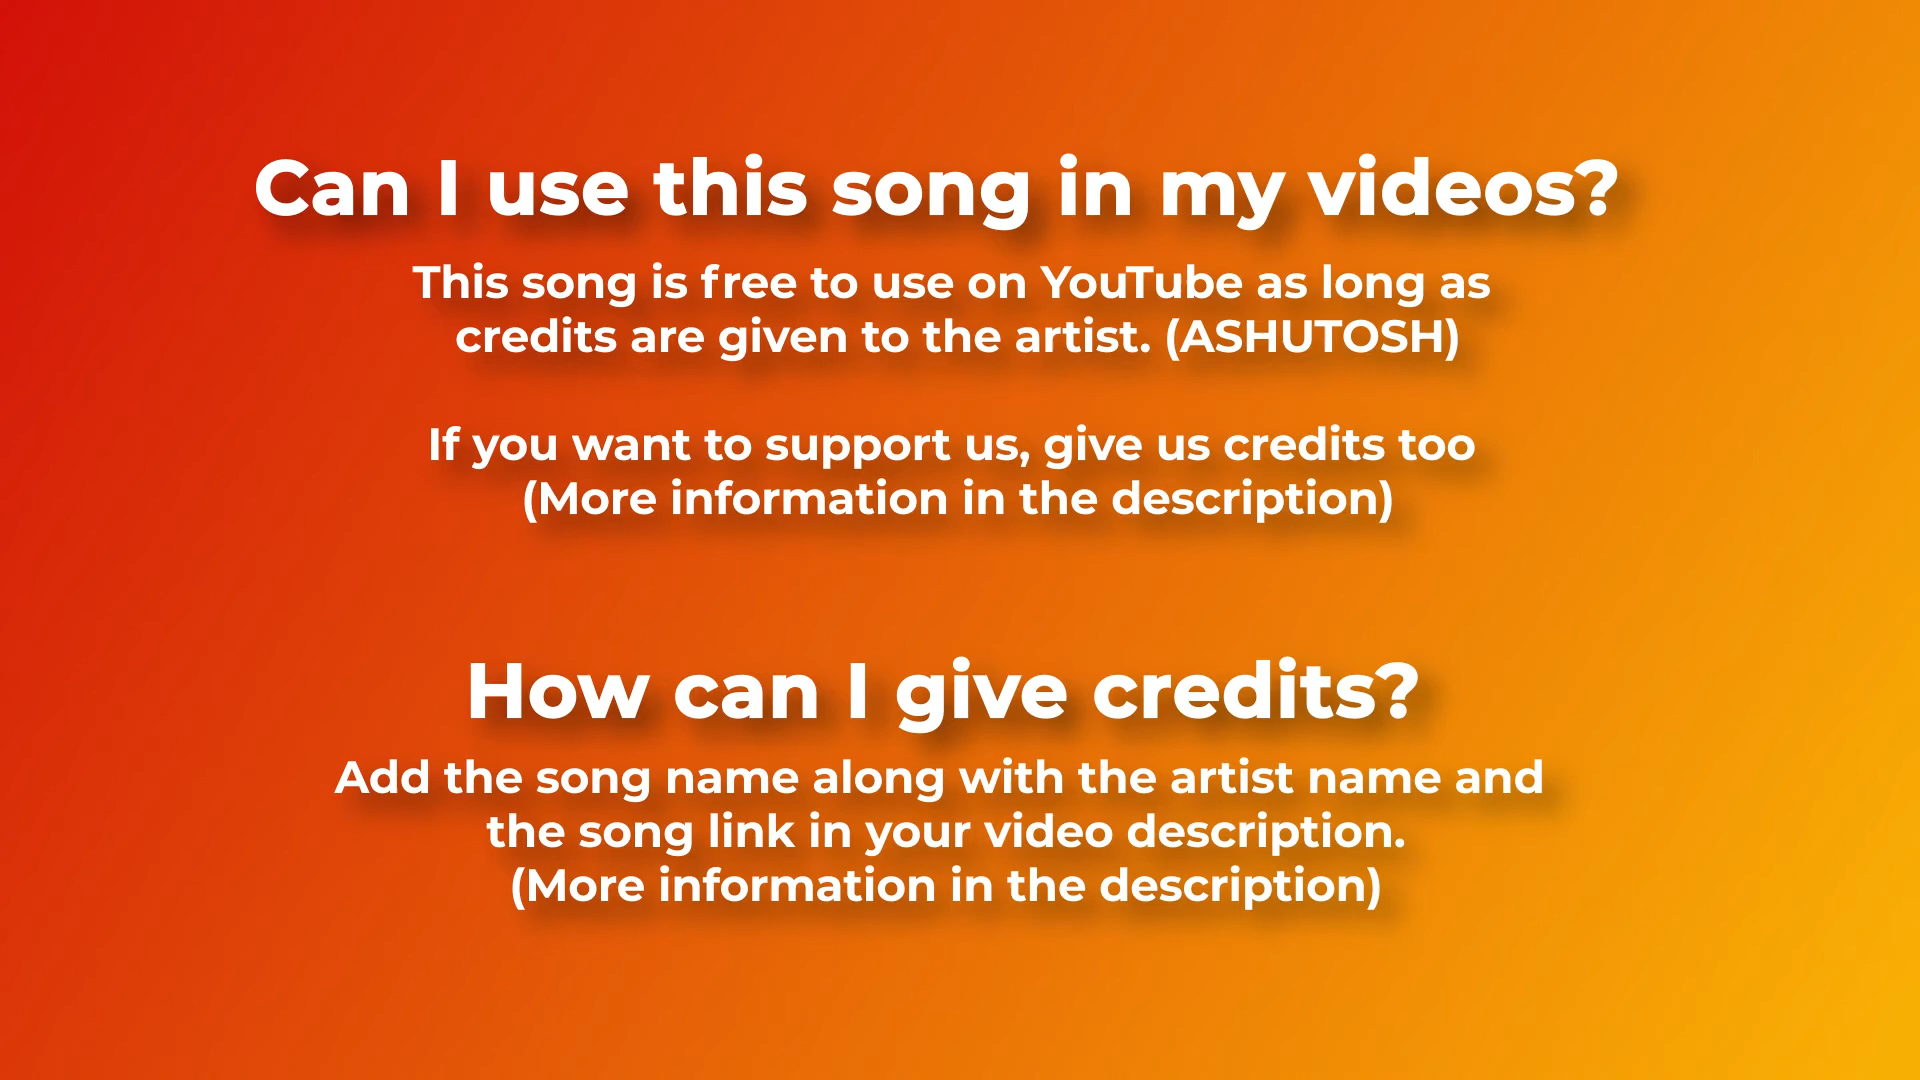 Can I use this song in my videos?
This song is free to use on YouTube as long as
credits are given to the artist. (ASHUTOSH)
If you want to support us, give us credits too
(More information in the description)
How can I give credits?
Add the song name along with the artist name and
the song link in your video description.
(More information in the description)